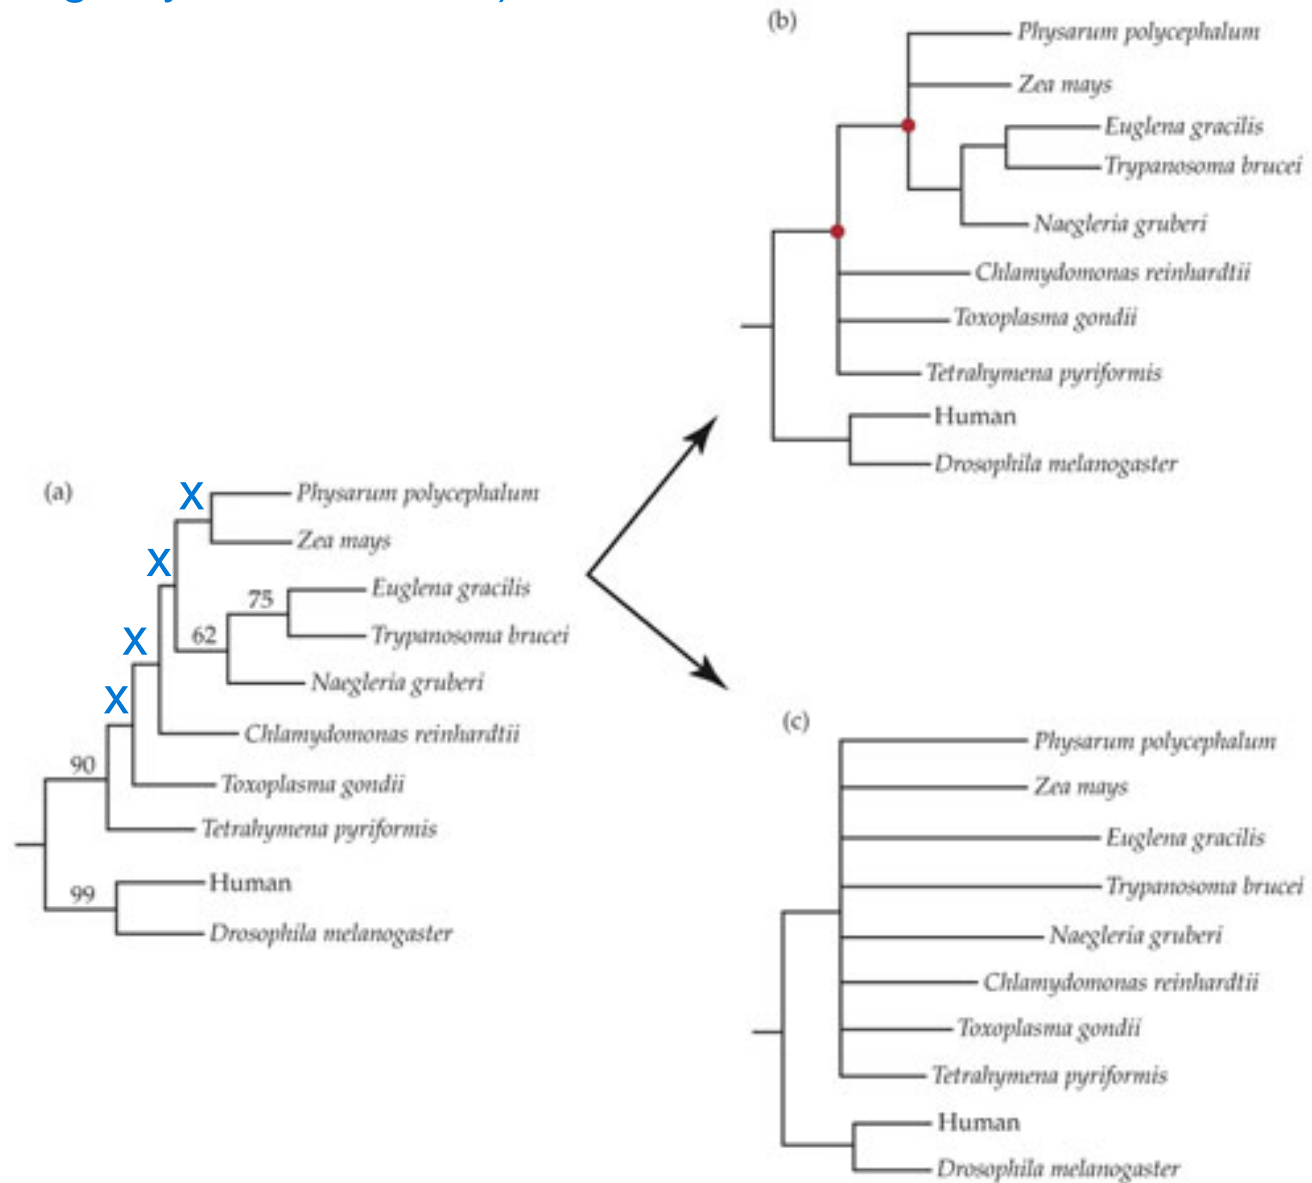 (b)
Physarum polycephalum
Zea mays
Euglena gracilis
Trypanosoma brucei
Naegleria gruberi
Chlamydomonas reinhardtii
Toxoplasma gondii
Tetrahymena pyriformis
Human
Drosophila melanogaster
(a)
X
Physarum polycephalum
Zea mays
X
Euglena gracilis
75
Trypanosoma brucei
X
62
Naegleria gruberi
X
Chlamydomonas reinhardtii
90
Toxoplasma gondii
Tetrahymena pyriformis
99
Human
Drosophila melanogaster
(c)
Physarum polycephalum
Zea mays
Euglena gracilis
Trypanosoma brucei
Naegleria gruberi
Chlamydomonas reinhardtii
Toxoplasma gondii
Tetrahymena pyriformis
Human
Drosophila melanogaster